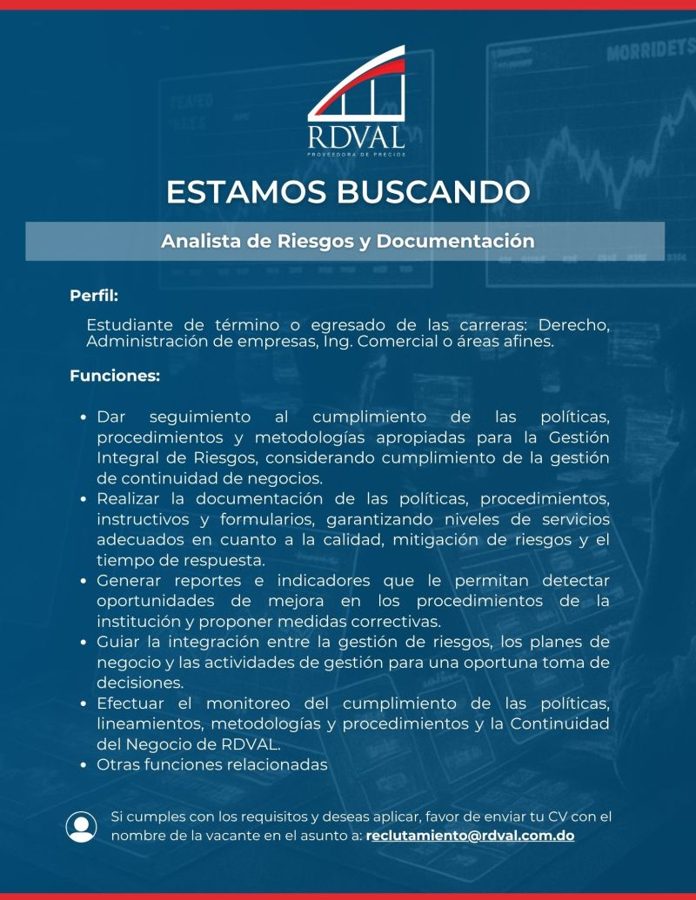 MORRIDETS
RDVAL
PROVEEDORA DE PRECIOS
ESTAMOS BUSCANDO
Analista de Riesgos y Documentación
Perfil:
Estudiante de término o egresado de las carreras: Derecho,
Administración de empresas, Ing. Comercial o áreas afines.
Funciones:
• Dar seguimiento al cumplimiento de las políticas,
procedimientos y metodologías apropiadas para la Gestión
Integral de Riesgos, considerando cumplimiento de la gestión
de continuidad de negocios.
• Realizar la documentación de las políticas, procedimientos,
instructivos y formularios, garantizando niveles de servicios
adecuados en cuanto a la calidad, mitigación de riesgos y el
tiempo de respuesta.
• Generar reportes e indicadores que le permitan detectar
oportunidades de mejora en los procedimientos de la
institución y proponer medidas correctivas.
• Guiar la integración entre la gestión de riesgos, los planes de
negocio y las actividades de gestión para una oportuna toma de
decisiones.
• Efectuar el monitoreo del cumplimiento de las políticas,
lineamientos, metodologías y procedimientos y la Continuidad
del Negocio de RDVAL.
• Otras funciones relacionadas
Si cumples con los requisitos y deseas aplicar, favor de enviar tu CV con el
nombre de la vacante en el asunto a: reclutamiento@rdval.com.do